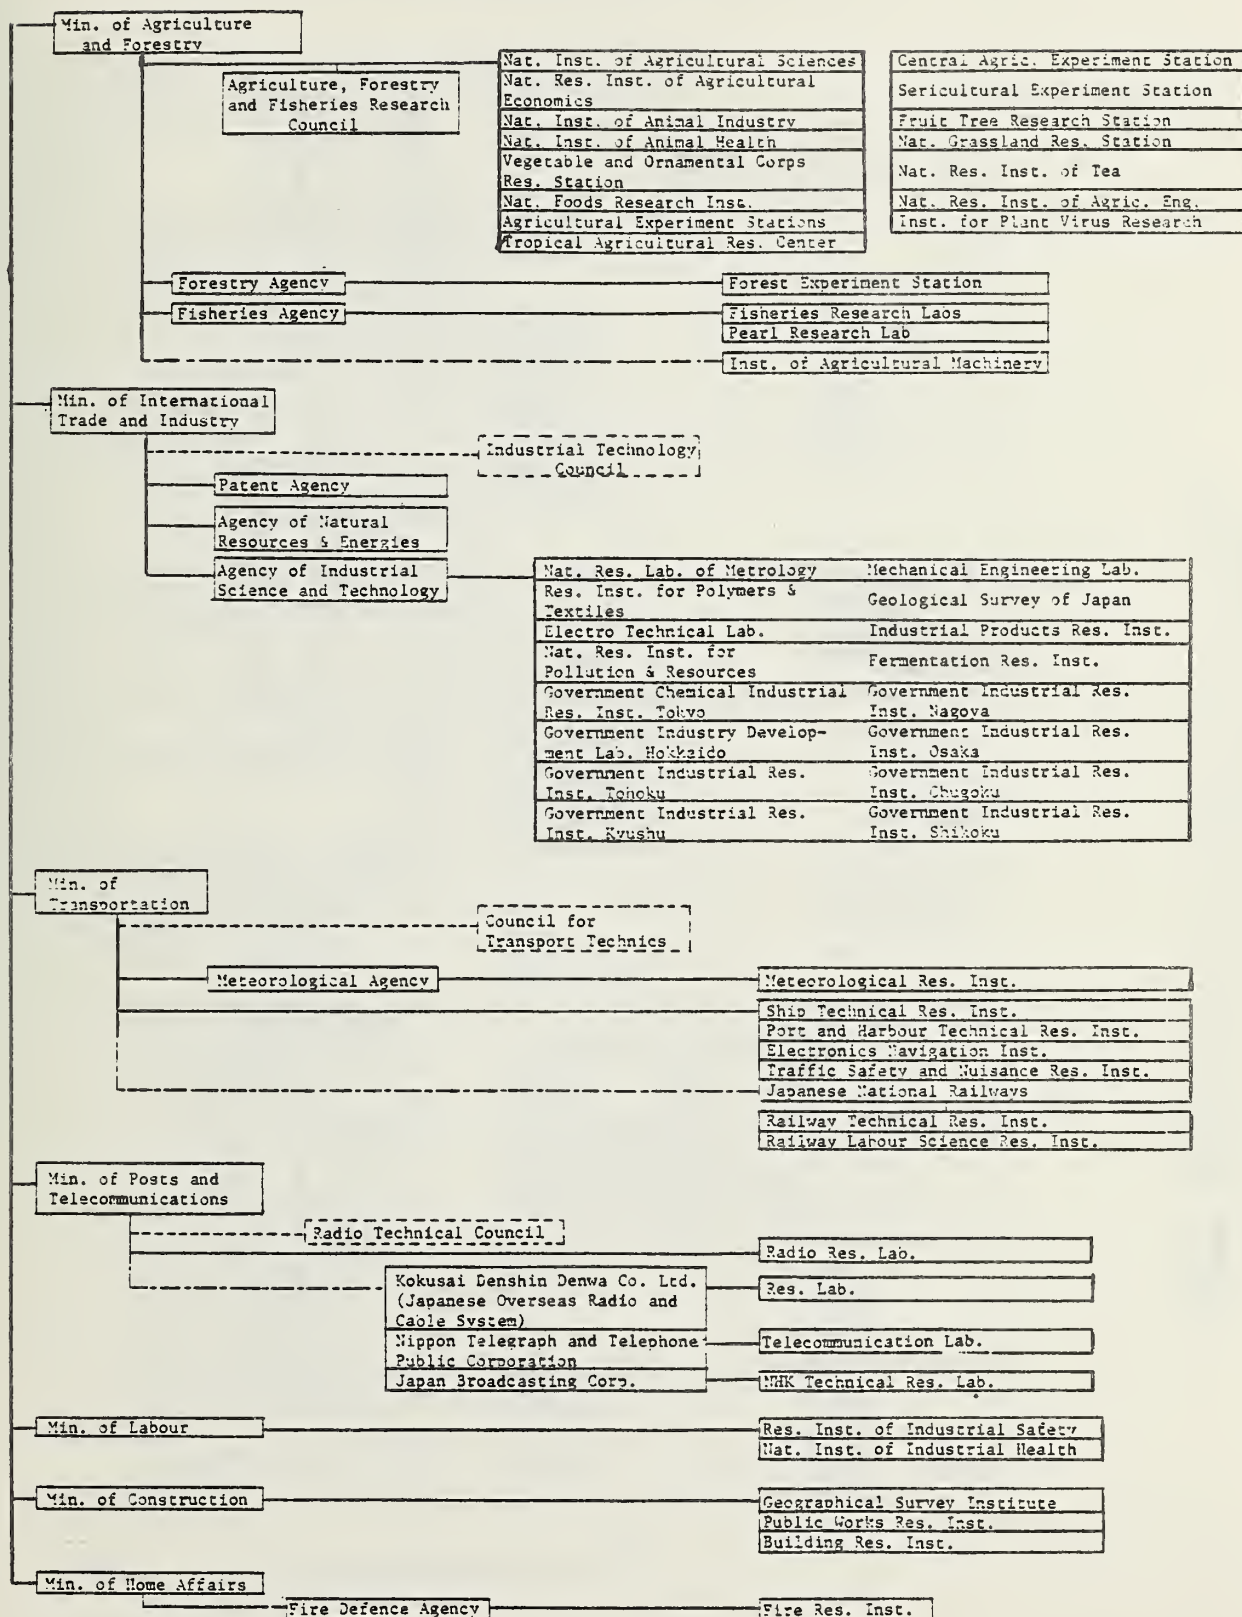 Min. of Agriculture
and Forestry
Agriculture, Forestry
and Fisheries Research
Council
Nat. Inst. of Agricultural Sciences
Nat. Res. Inst. of Agricultural
Economics
Nat. Inst. of Animal Industry
Nat. Inst. of Animal Health
Vegetable and Ornamental Corps
Res. Station
Nat. Foods Research Inst.
Agricultural Experiment Stations
Tropical Agricultural Res. Center
Central Agric. Experiment Station
Sericultural Experiment Station
Fruit Tree Research Station
Nat. Grassland Res. Station
Nat. Res. Inst. of Tea
Nat. Res. Inst. of Agric. Eng.
Inst. for Plant Virus Research
Forestry Agency
Forest Experiment Station
Fisheries Agency
Fisheries Research Laos
Pearl Research Lab
Inst. of Agricultural Machinery
Min. of International
Trade and Industry
Industrial Technology
Council
Patent Agency
Agency of Natural
Resources & Energies
Agency of Industrial
Science and Technology
Nat. Res. Lab. of Metrology
Mechanical Engineering Lab.
Res. Inst. for Polymers &
Textiles
Geological Survey of Japan
Electro Technical Lab.
Industrial Products Res. Inst.
Nat. Res. Inst. for
Pollution & Resources
Fermentation Res. Inst.
Government Chemical Industrial
Res. Inst. Tokyo
Government Industrial Res.
Inst. Nagoya
Government Industry Develop-
ment Lab. Hokkaido
Government Industrial Res.
Inst. Osaka
Government Industrial Res.
Inst. Tohoku
Government Industrial Res.
Inst. Chugoku
Government Industrial Res.
Inst. Kyushu
Government Industrial Res.
Inst. Shikoku
Min. of
Transportation
Council for
Transport Technics
Meteorological Agency
Meteorological Res. Inst.
Ship Technical Res. Inst.
Port and Harbour Technical Res. Inst.
Electronics Navigation Inst.
Traffic Safety and Nuisance Res. Inst.
Japanese National Railways
Railway Technical Res. Inst.
Railway Labour Science Res. Inst.
Min. of Posts and
Telecommunications
Radio Technical Council
Radio Res. Lab.
Kokusai Denshin Denwa Co. Ltd.
(Japanese Overseas Radio and
Cable System)
Res. Lab.
Nippon Telegraph and Telephone
Public Corporation
Telecommunication Lab.
Japan Broadcasting Corp.
NHK Technical Res. Lab.
Min. of Labour
Res. Inst. of Industrial Safety
Nat. Inst. of Industrial Health
Min. of Construction
Geographical Survey Institute
Public Works Res. Inst.
Building Res. Inst.
Min. of Home Affairs
Fire Defence Agency
Fire Res. Inst.